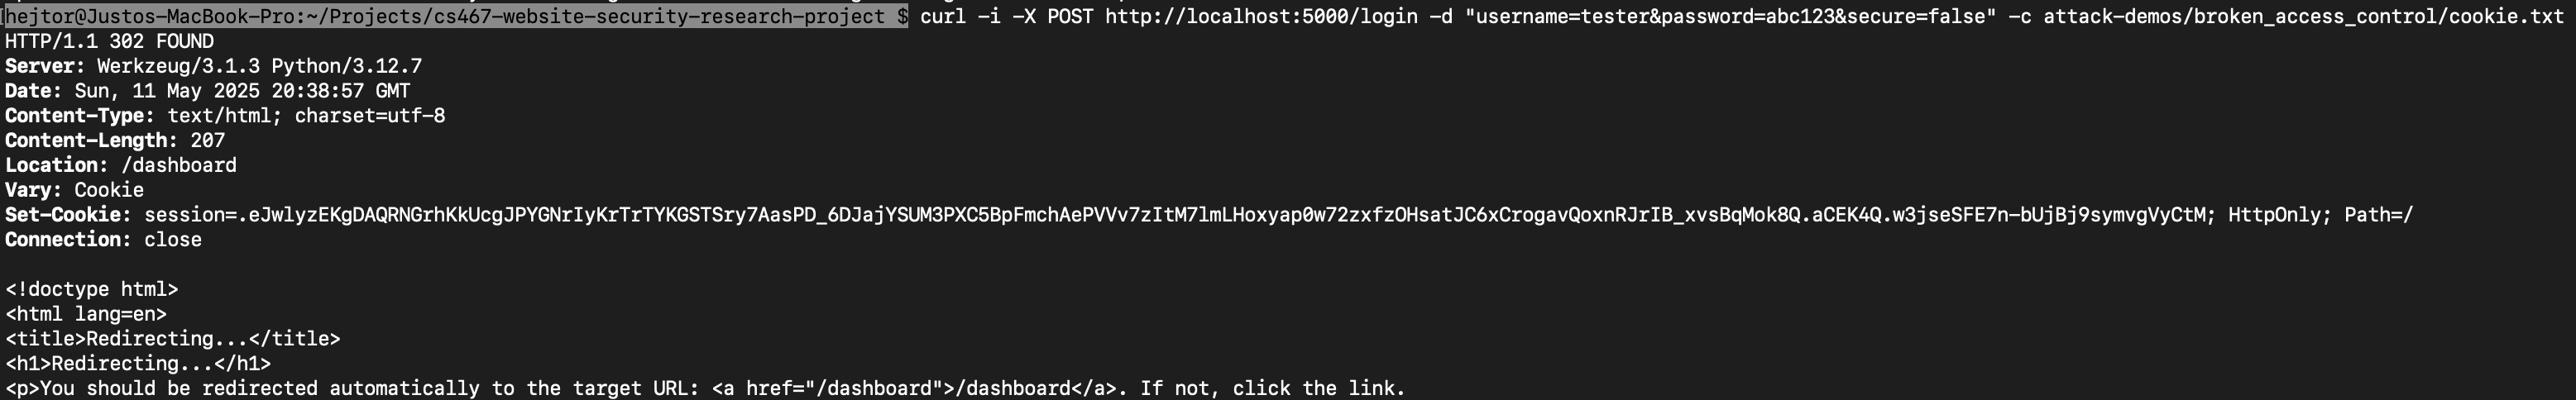 [hejtor@Justos-MacBook-Pro:~/Projects/cs467-website-security-research-project $ curl -i -X POST http://localhost:5000/login -d "username=tester&password=abc123&secure=false" -c attack-demos/broken_access_control/cookie.txt
HTTP/1.1 302 FOUND
Server: Werkzeug/3.1.3 Python/3.12.7
Date: Sun, 11 May 2025 20:38:57 GMT
Content-Type: text/html; charset=utf-8
Content-Length: 207
Location: /dashboard
Vary: Cookie
Set-Cookie: session=.eJwlyzEKgDAQRNGrhKkUcgJPYGNrIyKrTrTYKGSTSry7AasPD_6DJajYSUM3PXC5BpFmchAePVVv7zItM7lmLHoxyap0w72zxfzOHsatJC6xCrogavQoxnRJrIB_xvsBqMok8Q.aCEK4Q.w3jseSFE7n-bUjBj9symvgVyCtM; HttpOnly; Path=/
Connection: close
<!doctype html>
<html lang=en>
<title>Redirecting...</title>
<h1>Redirecting...</h1>
<p>You should be redirected automatically to the target URL: <a href="/dashboard">/dashboard</a>. If not, click the link.